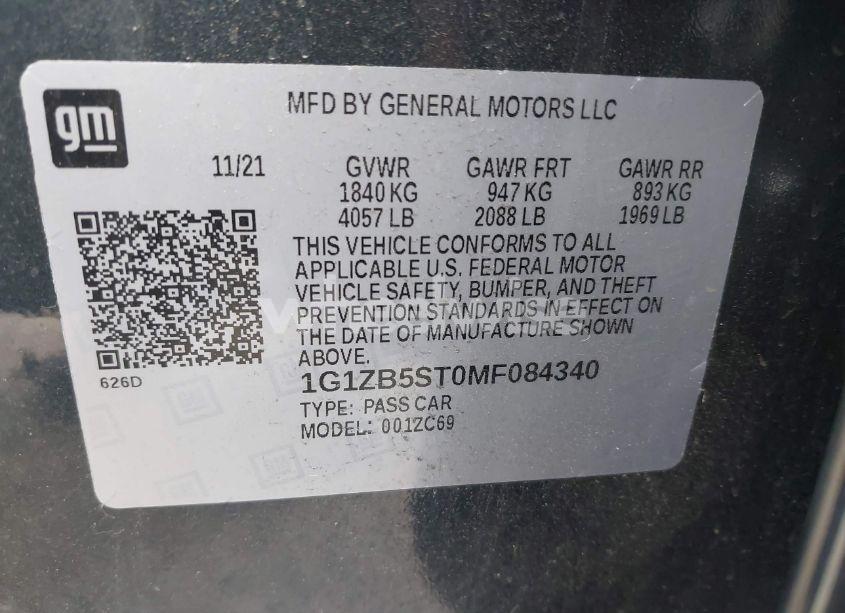 gm
MFD BY GENERAL MOTORS LLC
11/21 GVWR GAWR FRT GAWR RR
1840 KG 947 KG 893 KG
4057 LB 2088 LB 1969 LB
THIS VEHICLE CONFORMS TO ALL
APPLICABLE U.S. FEDERAL MOTOR
VEHICLE SAFETY, BUMPER, AND THEFT
PREVENTION STANDARDS IN EFFECT ON
THE DATE OF MANUFACTURE SHOWN
ABOVE.
626D
1G1ZB5ST0MF084340
TYPE: PASS CAR
MODEL: 001ZC69